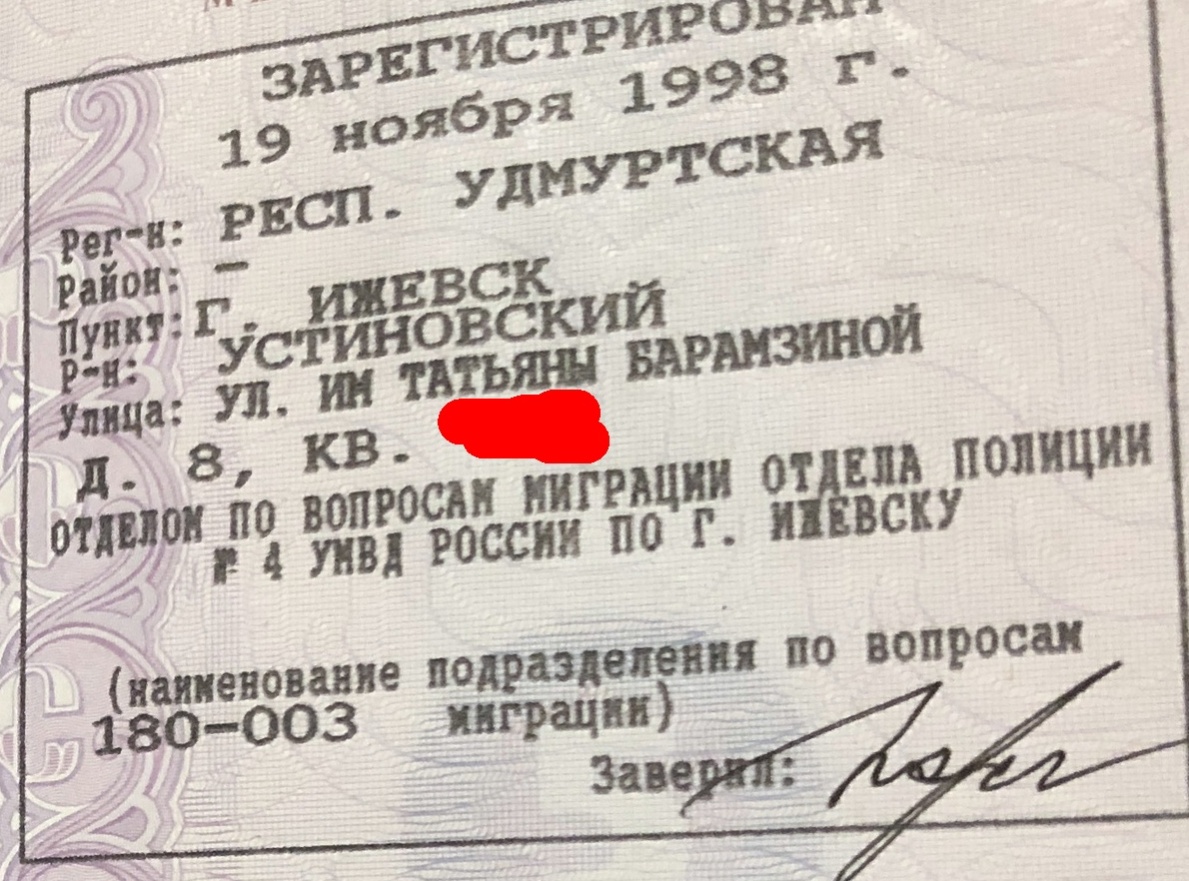 ЗАРЕГИСТРИРОВАН
19 ноября 1998 г.
Рег-н: РЕСП. УДМУРТСКАЯ
Район: –
Пункт: Г. ИЖЕВСК
Р-н: УСТИНОВСКИЙ
Улица: УЛ. ИМ ТАТЬЯНЫ БАРАМЗИНОЙ
Д. 8, КВ.
ОТДЕЛОМ ПО ВОПРОСАМ МИГРАЦИИ ОТДЕЛА ПОЛИЦИИ
№ 4 УМВД РОССИИ ПО Г. ИЖЕВСКУ
(наименование подразделения по вопросам
180-003 миграции)
Заверил: